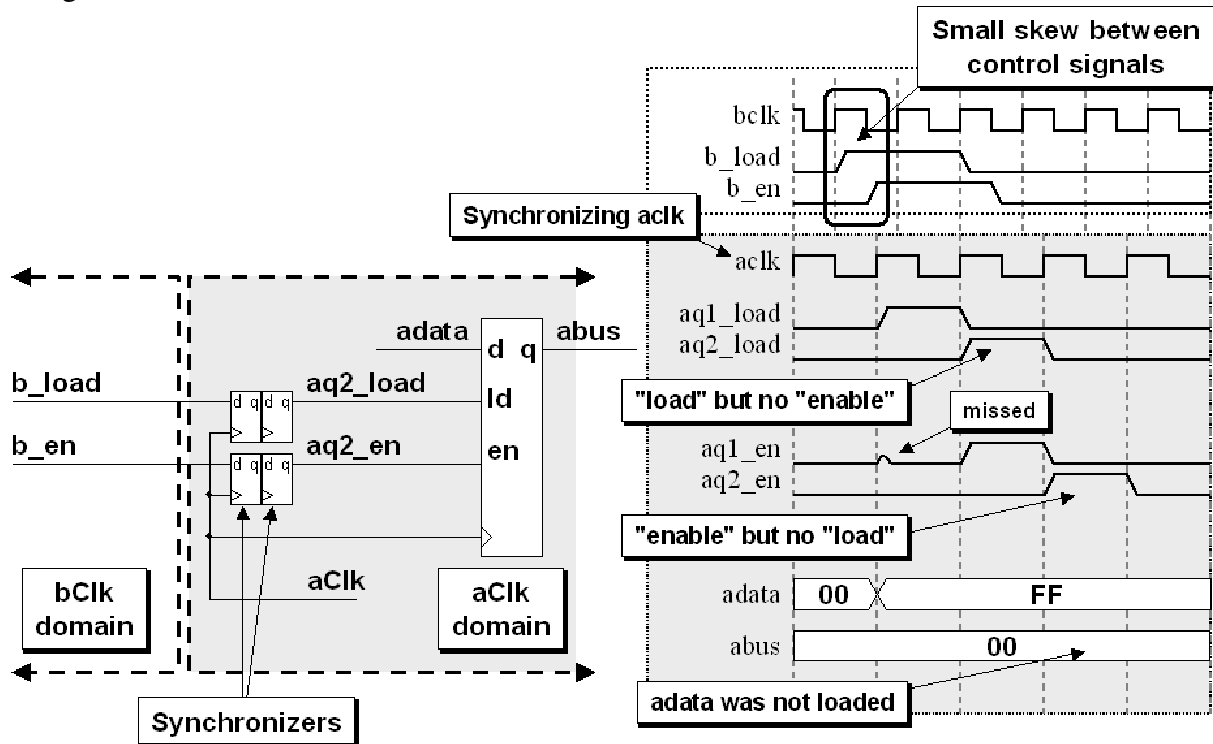 Small skew between
control signals
bclk
b_load
b_en
Synchronizing aclk
aclk
aq1_load
aq2_load
"load" but no "enable"
missed
aq1_en
aq2_en
"enable" but no "load"
adata 00 FF
abus 00
adata was not loaded
adata abus
d q
b_load aq2_load ld
d q d q
b_en aq2_en en
d q d q
aClk
bClk
domain
aClk
domain
Synchronizers